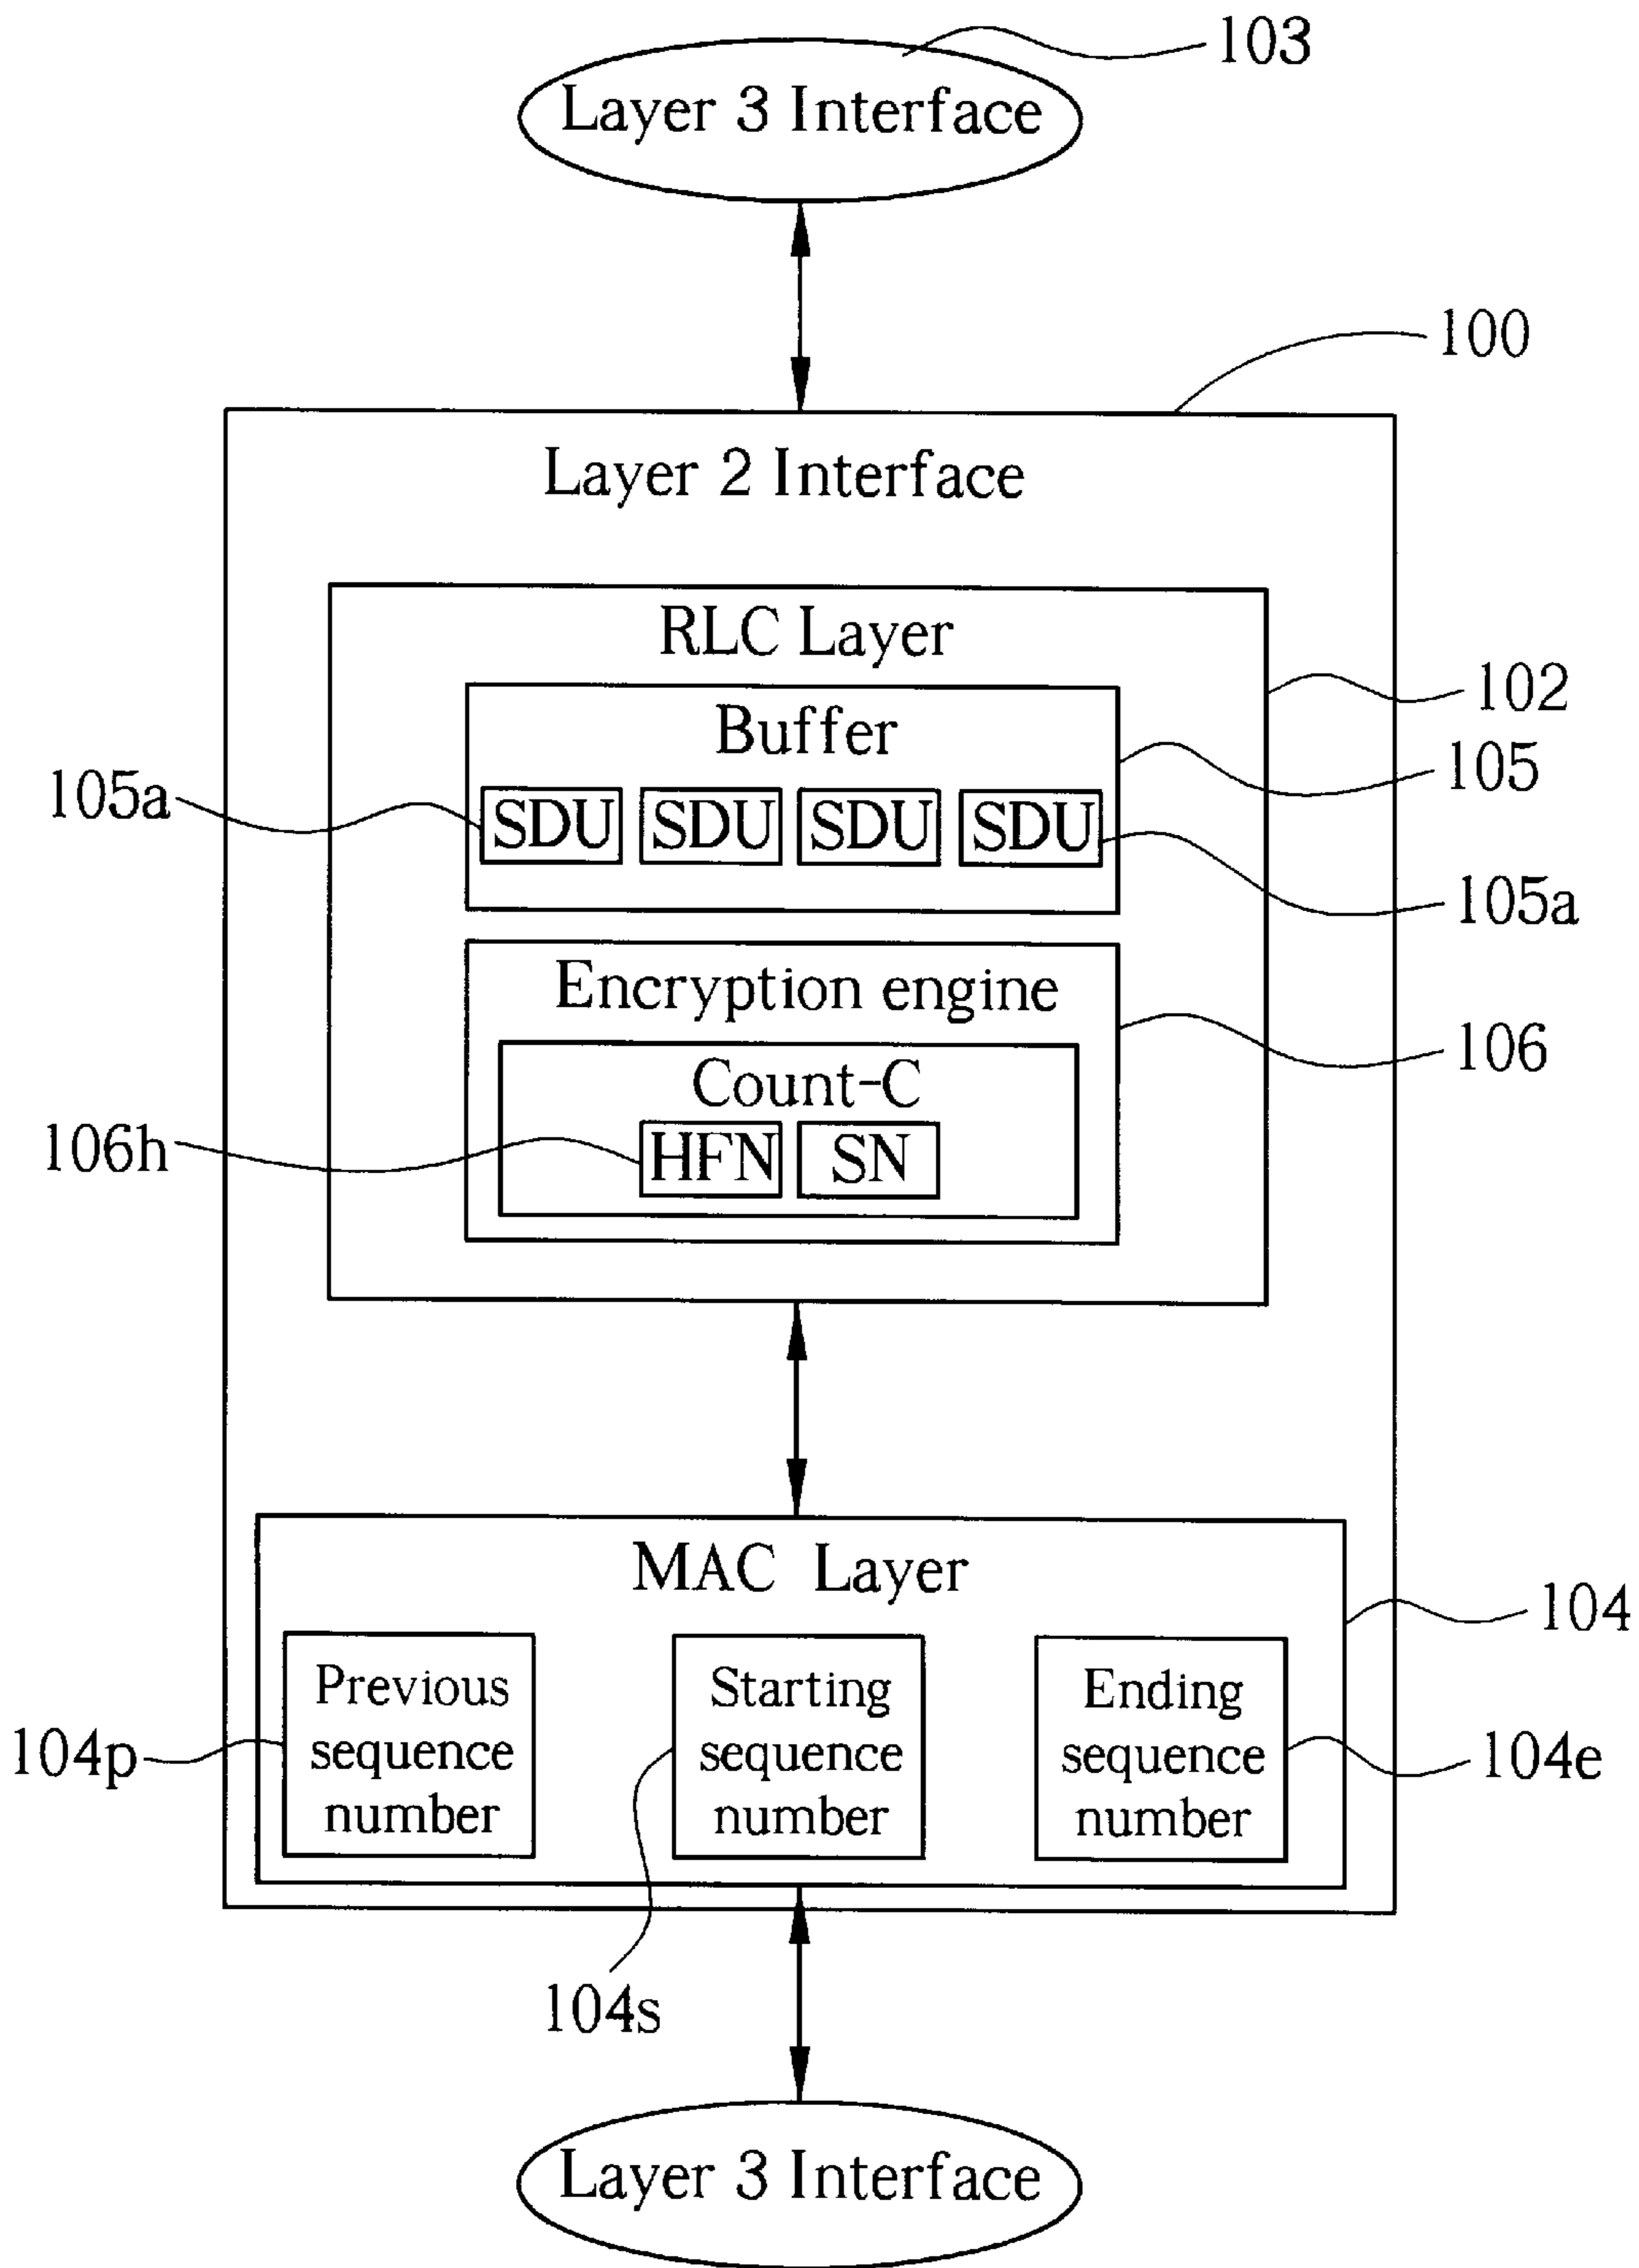 103
Layer 3 Interface
100
Layer 2 Interface
RLC Layer
102
Buffer
105
105a
SDU SDU SDU SDU
105a
Encryption engine
106
Count-C
106h
HFN SN
MAC Layer
104
Previous sequence number
Starting sequence number
Ending sequence number
104p
104e
104s
Layer 3 Interface